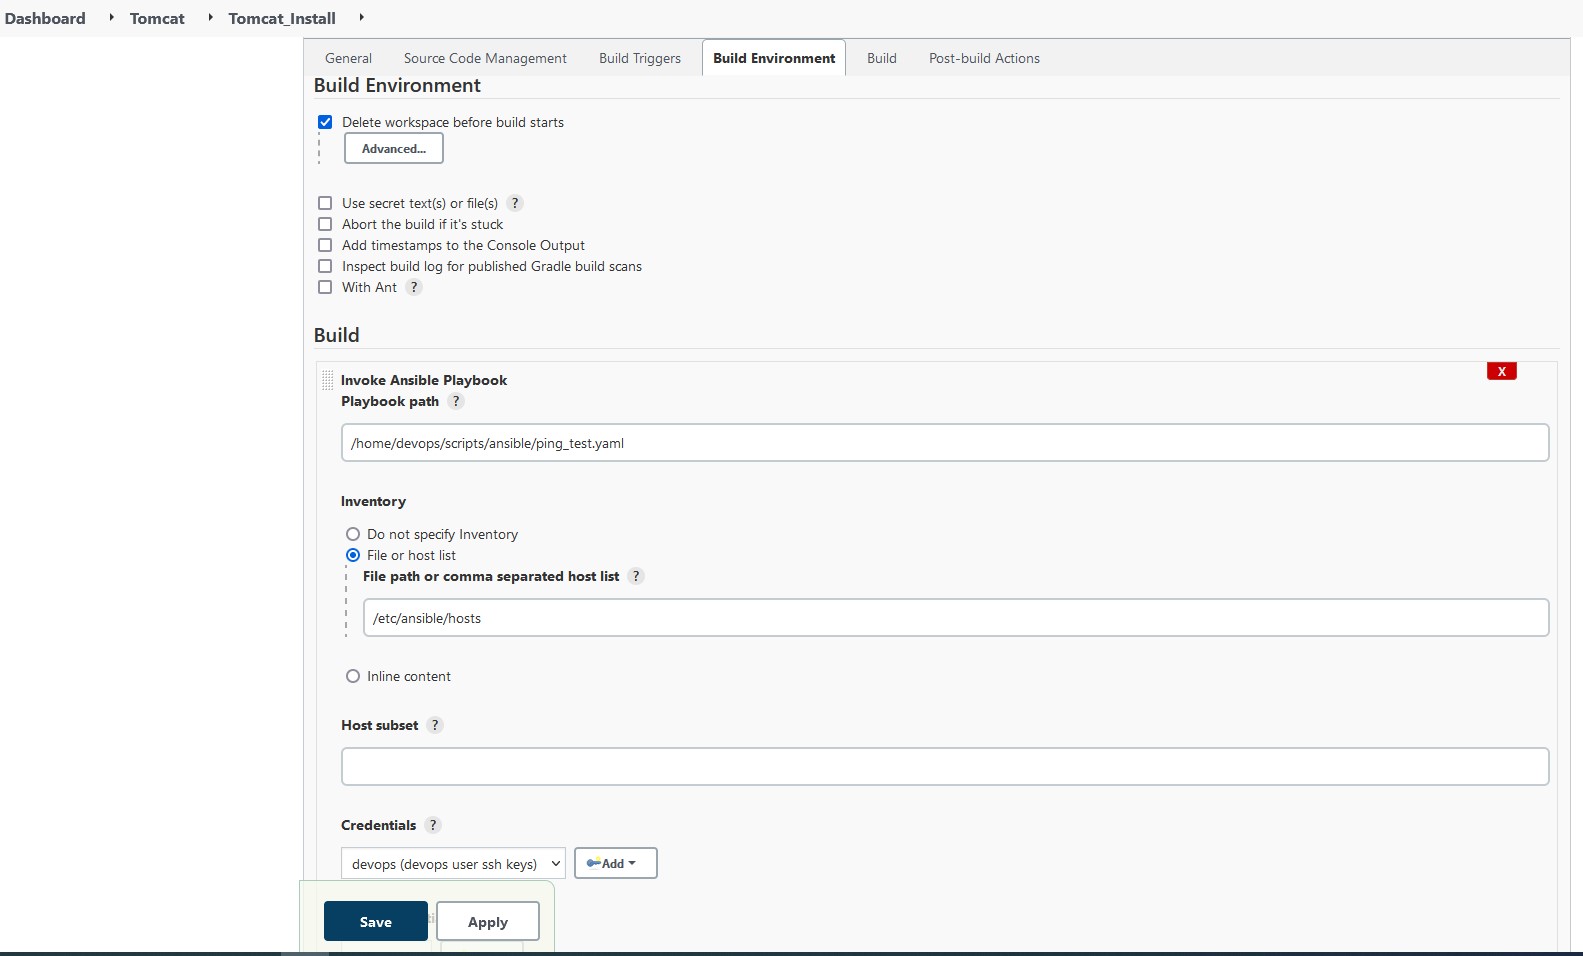 Dashboard Tomcat Tomcat_Install
General Source Code Management Build Triggers Build Environment Build Post-build Actions
Build Environment
Delete workspace before build starts
Advanced...
Use secret text(s) or file(s) ?
Abort the build if it's stuck
Add timestamps to the Console Output
Inspect build log for published Gradle build scans
With Ant ?
Build
X
Invoke Ansible Playbook
Playbook path ?
/home/devops/scripts/ansible/ping_test.yaml
Inventory
Do not specify Inventory
File or host list
File path or comma separated host list ?
/etc/ansible/hosts
Inline content
Host subset ?
Credentials ?
devops (devops user ssh keys) Add
Save Apply